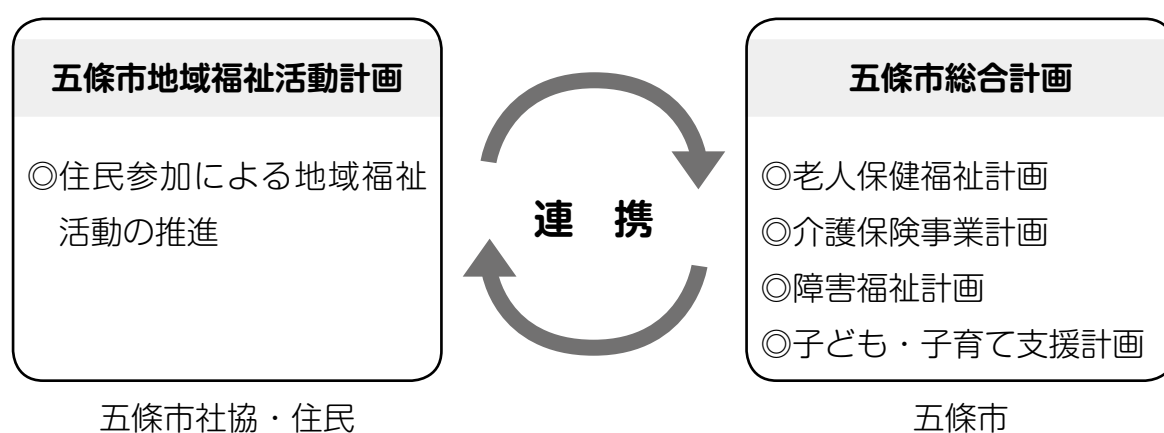 五條市地域福祉活動計画
◎住民参加による地域福祉
活動の推進
五條市社協・住民
連 携
五條市総合計画
◎老人保健福祉計画
◎介護保険事業計画
◎障害福祉計画
◎子ども・子育て支援計画
五條市